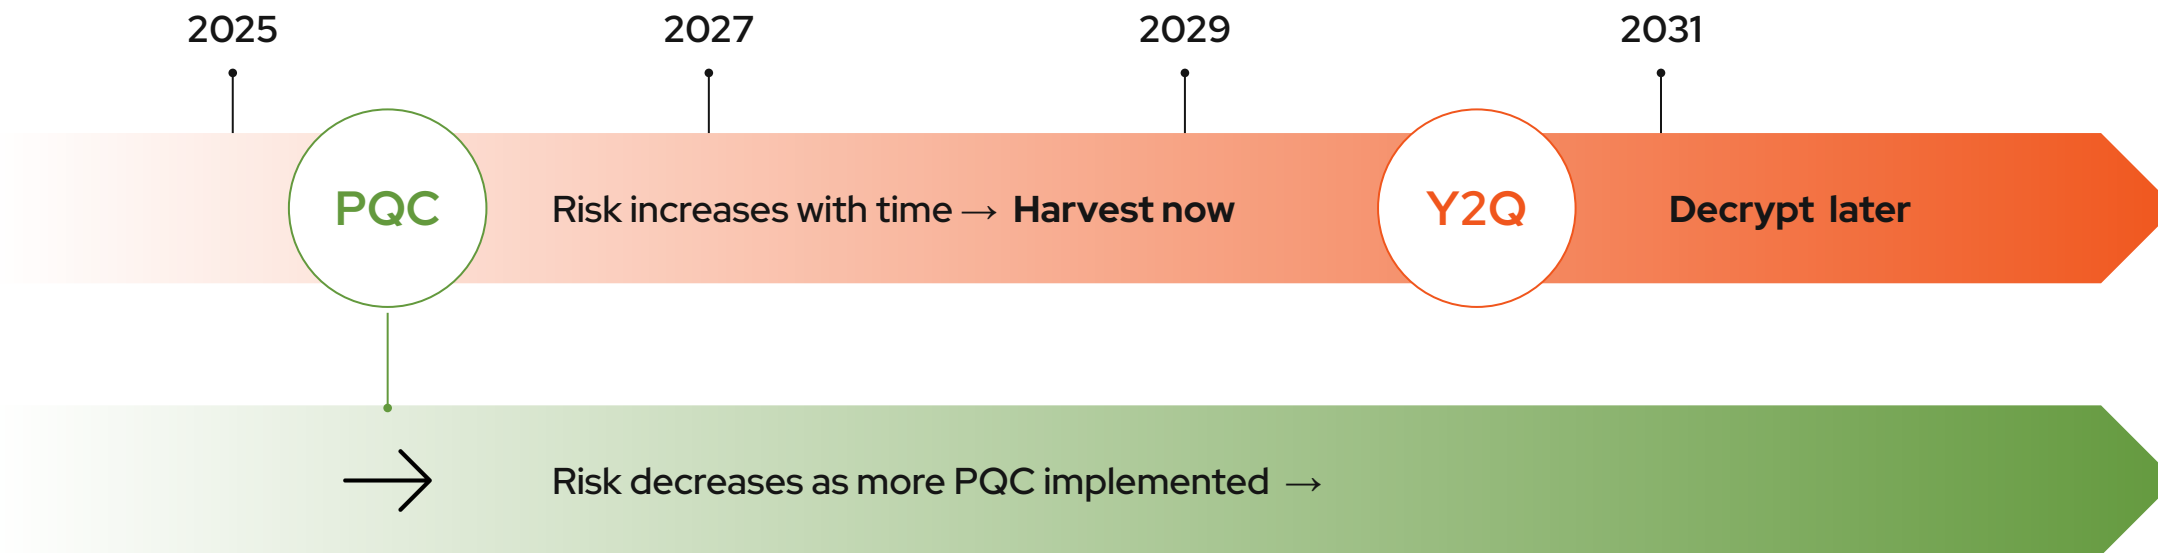 2025 2027 2029 2031
PQC Risk increases with time → Harvest now Y2Q Decrypt later
Risk decreases as more PQC implemented →